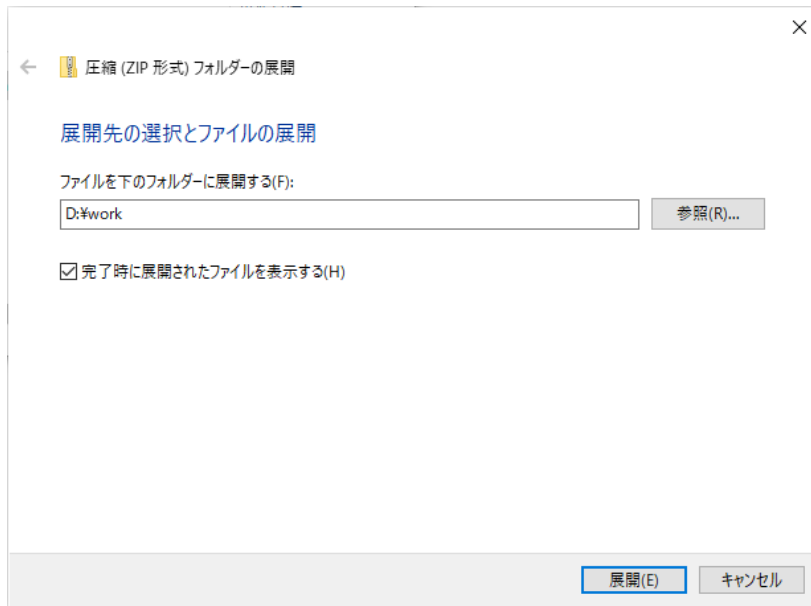 圧縮 (ZIP 形式) フォルダーの展開
展開先の選択とファイルの展開
ファイルを下のフォルダーに展開する(F):
D:¥work
参照(R)...
完了時に展開されたファイルを表示する(H)
展開(E)
キャンセル